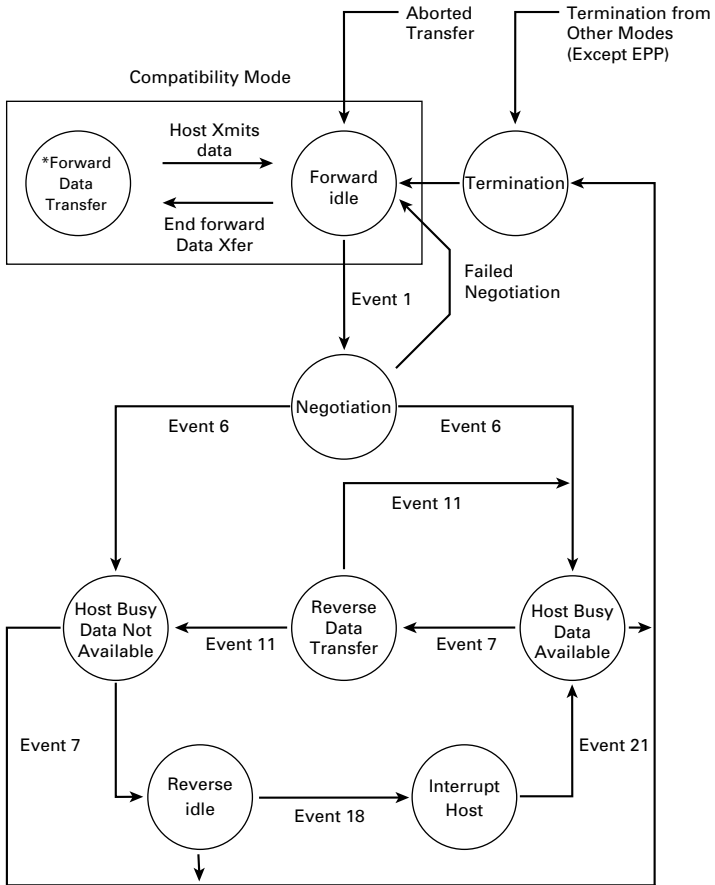 Aborted
Transfer
Termination from
Other Modes
(Except EPP)
Compatibility Mode
*Forward
Data
Transfer
Host Xmits
data
End forward
Data Xfer
Forward
idle
Termination
Failed
Negotiation
Event 1
Negotiation
Event 6
Event 6
Event 11
Host Busy
Data Not
Available
Event 11
Reverse
Data
Transfer
Event 7
Host Busy
Data
Available
Event 7
Reverse
idle
Event 18
Interrupt
Host
Event 21